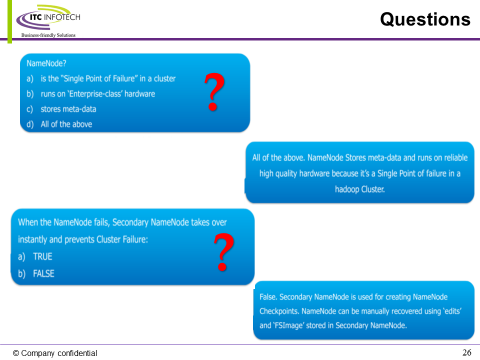 ITC INFOTECH
Business-friendly Solutions
Questions
NameNode?
a) is the "Single Point of Failure" in a cluster
b) runs on 'Enterprise-class' hardware
c) stores meta-data
d) All of the above
?
All of the above. NameNode Stores meta-data and runs on reliable
high quality hardware because it's a Single Point of failure in a
hadoop Cluster.
When the NameNode fails, Secondary NameNode takes over
instantly and prevents Cluster Failure:
a) TRUE
b) FALSE
?
False. Secondary NameNode is used for creating NameNode
Checkpoints. NameNode can be manually recovered using 'edits'
and 'FSImage' stored in Secondary NameNode.
© Company confidential
26